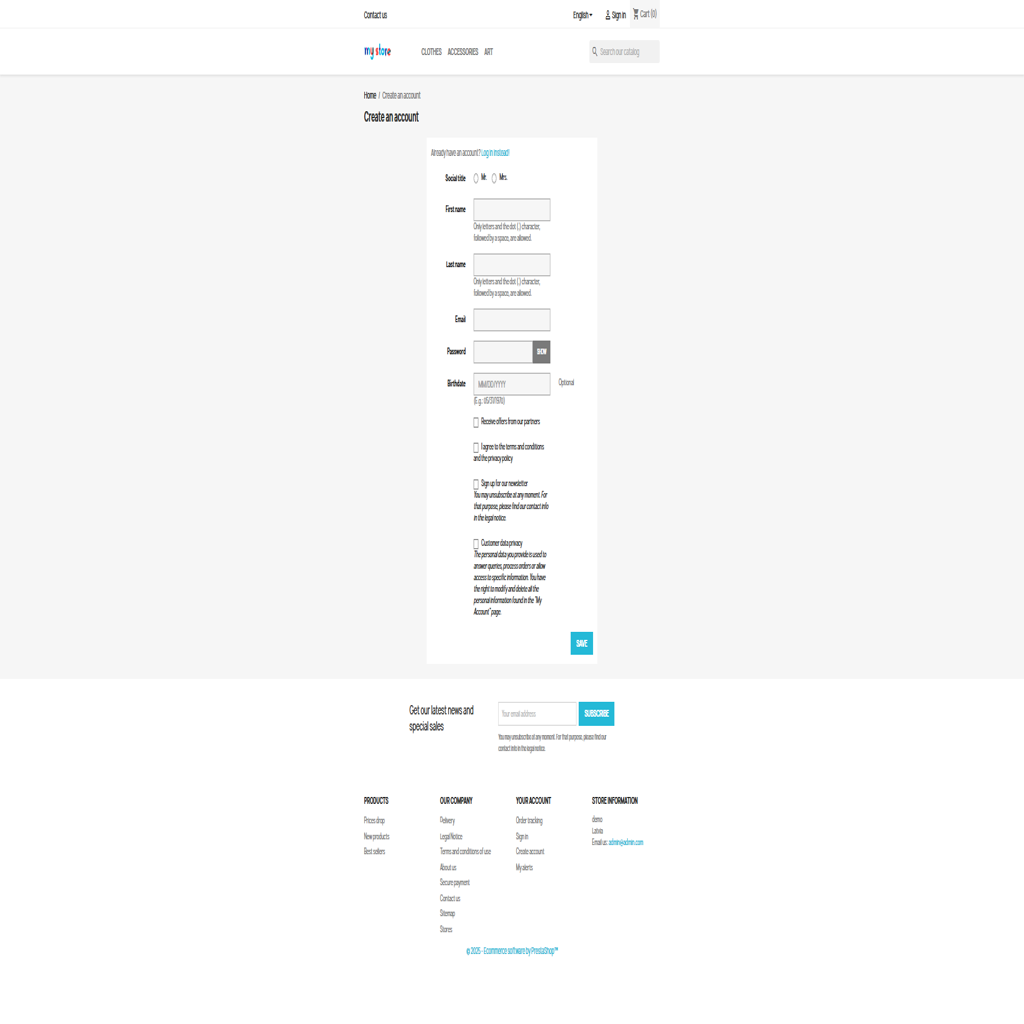 Contact us
English
Sign in
Cart (0)
my store
CLOTHES ACCESSORIES ART
Search our catalog
Home / Create an account
Create an account
Already have an account? Log in instead!
Social title
Mr.
Mrs.
First name
Only letters and the dot (.) character,
followed by a space, are allowed.
Last name
Only letters and the dot (.) character,
followed by a space, are allowed.
Email
Password
SHOW
Birthdate
MM/DD/YYYY
Optional
(E.g.: 05/31/1970)
Receive offers from our partners
I agree to the terms and conditions
and the privacy policy
Sign up for our newsletter
You may unsubscribe at any moment. For
that purpose, please find our contact info
in the legal notice.
Customer data privacy
The personal data you provide is used to
answer queries, process orders or allow
access to specific information. You have
the right to modify and delete all the
personal information found in the "My
Account" page.
SAVE
Get our latest news and
special sales
Your email address
SUBSCRIBE
You may unsubscribe at any moment. For that purpose, please find our
contact info in the legal notice.
PRODUCTS
Prices drop
New products
Best sellers
OUR COMPANY
Delivery
Legal Notice
Terms and conditions of use
About us
Secure payment
Contact us
Sitemap
Stores
YOUR ACCOUNT
Order tracking
Sign in
Create account
My alerts
STORE INFORMATION
demo
Latvia
Email us: admin@admin.com
© 2025 - Ecommerce software by PrestaShop™